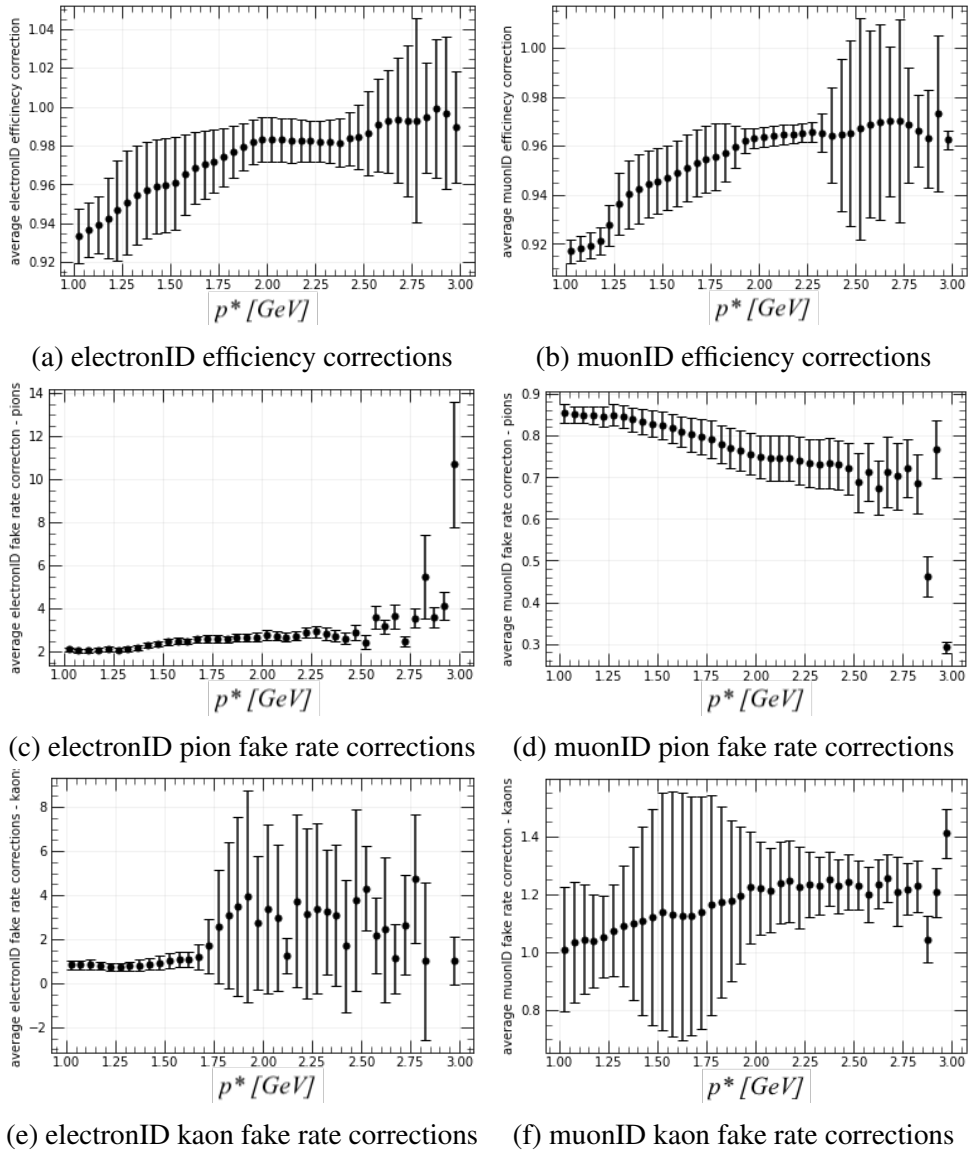 average electronID efficinecy correction
1.04
1.02
1.00
0.98
0.96
0.94
0.92
1.00 1.25 1.50 1.75 2.00 2.25 2.50 2.75 3.00
p* [GeV]
(a) electronID efficiency corrections
average muonID efficinecy correction
1.00
0.98
0.96
0.94
0.92
1.00 1.25 1.50 1.75 2.00 2.25 2.50 2.75 3.00
p* [GeV]
(b) muonID efficiency corrections
average electronID fake rate correcton - pions
14
12
10
8
6
4
2
1.00 1.25 1.50 1.75 2.00 2.25 2.50 2.75 3.00
p* [GeV]
(c) electronID pion fake rate corrections
average muonID fake rate correcton - pions
0.9
0.8
0.7
0.6
0.5
0.4
0.3
1.00 1.25 1.50 1.75 2.00 2.25 2.50 2.75 3.00
p* [GeV]
(d) muonID pion fake rate corrections
average electronID fake rate corrections - kaon:
8
6
4
2
0
−2
1.00 1.25 1.50 1.75 2.00 2.25 2.50 2.75 3.00
p* [GeV]
(e) electronID kaon fake rate corrections
average muonID fake rate correcton - kaons
1.4
1.2
1.0
0.8
1.00 1.25 1.50 1.75 2.00 2.25 2.50 2.75 3.00
p* [GeV]
(f) muonID kaon fake rate corrections